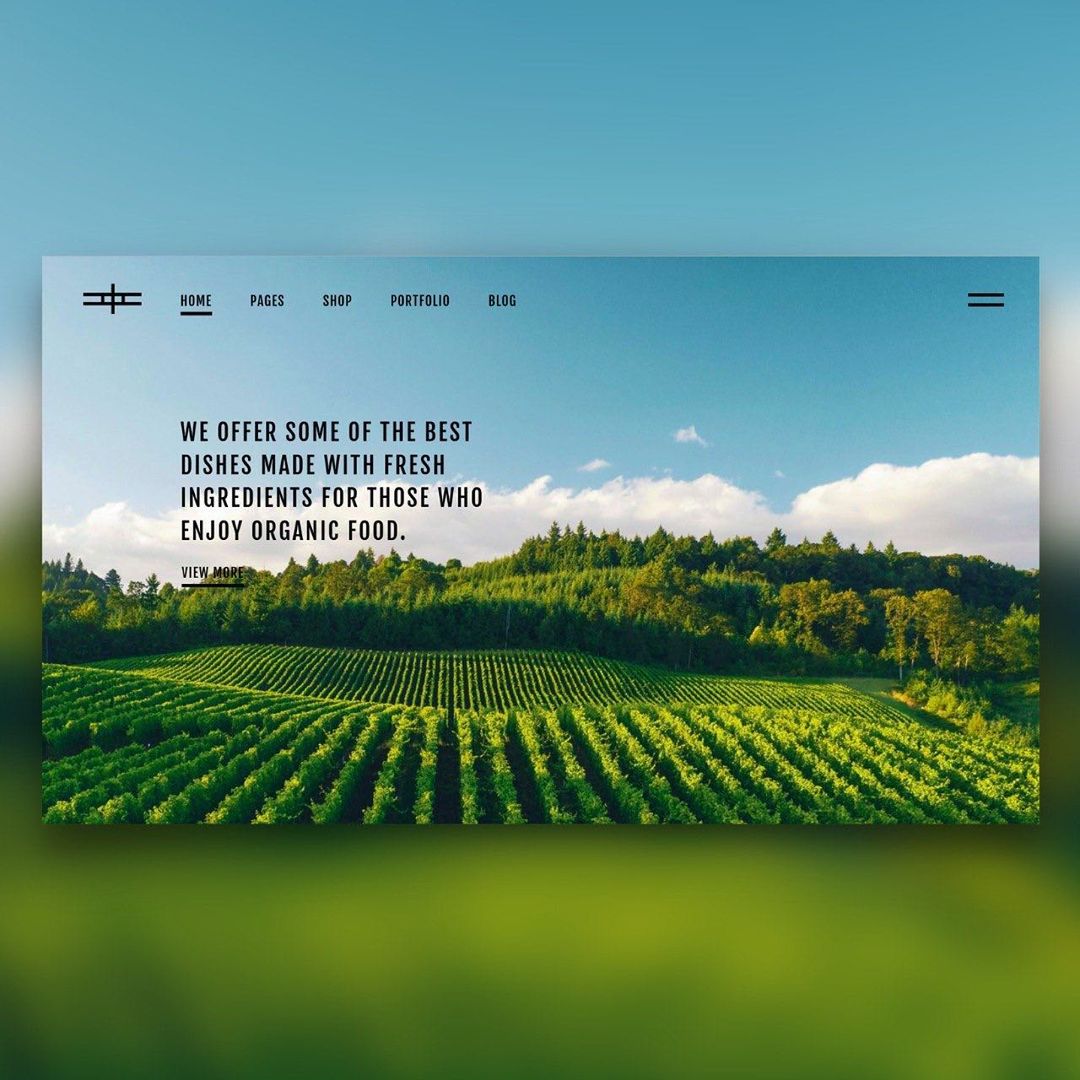 HOME PAGES SHOP PORTFOLIO BLOG
WE OFFER SOME OF THE BEST
DISHES MADE WITH FRESH
INGREDIENTS FOR THOSE WHO
ENJOY ORGANIC FOOD.
VIEW MORE